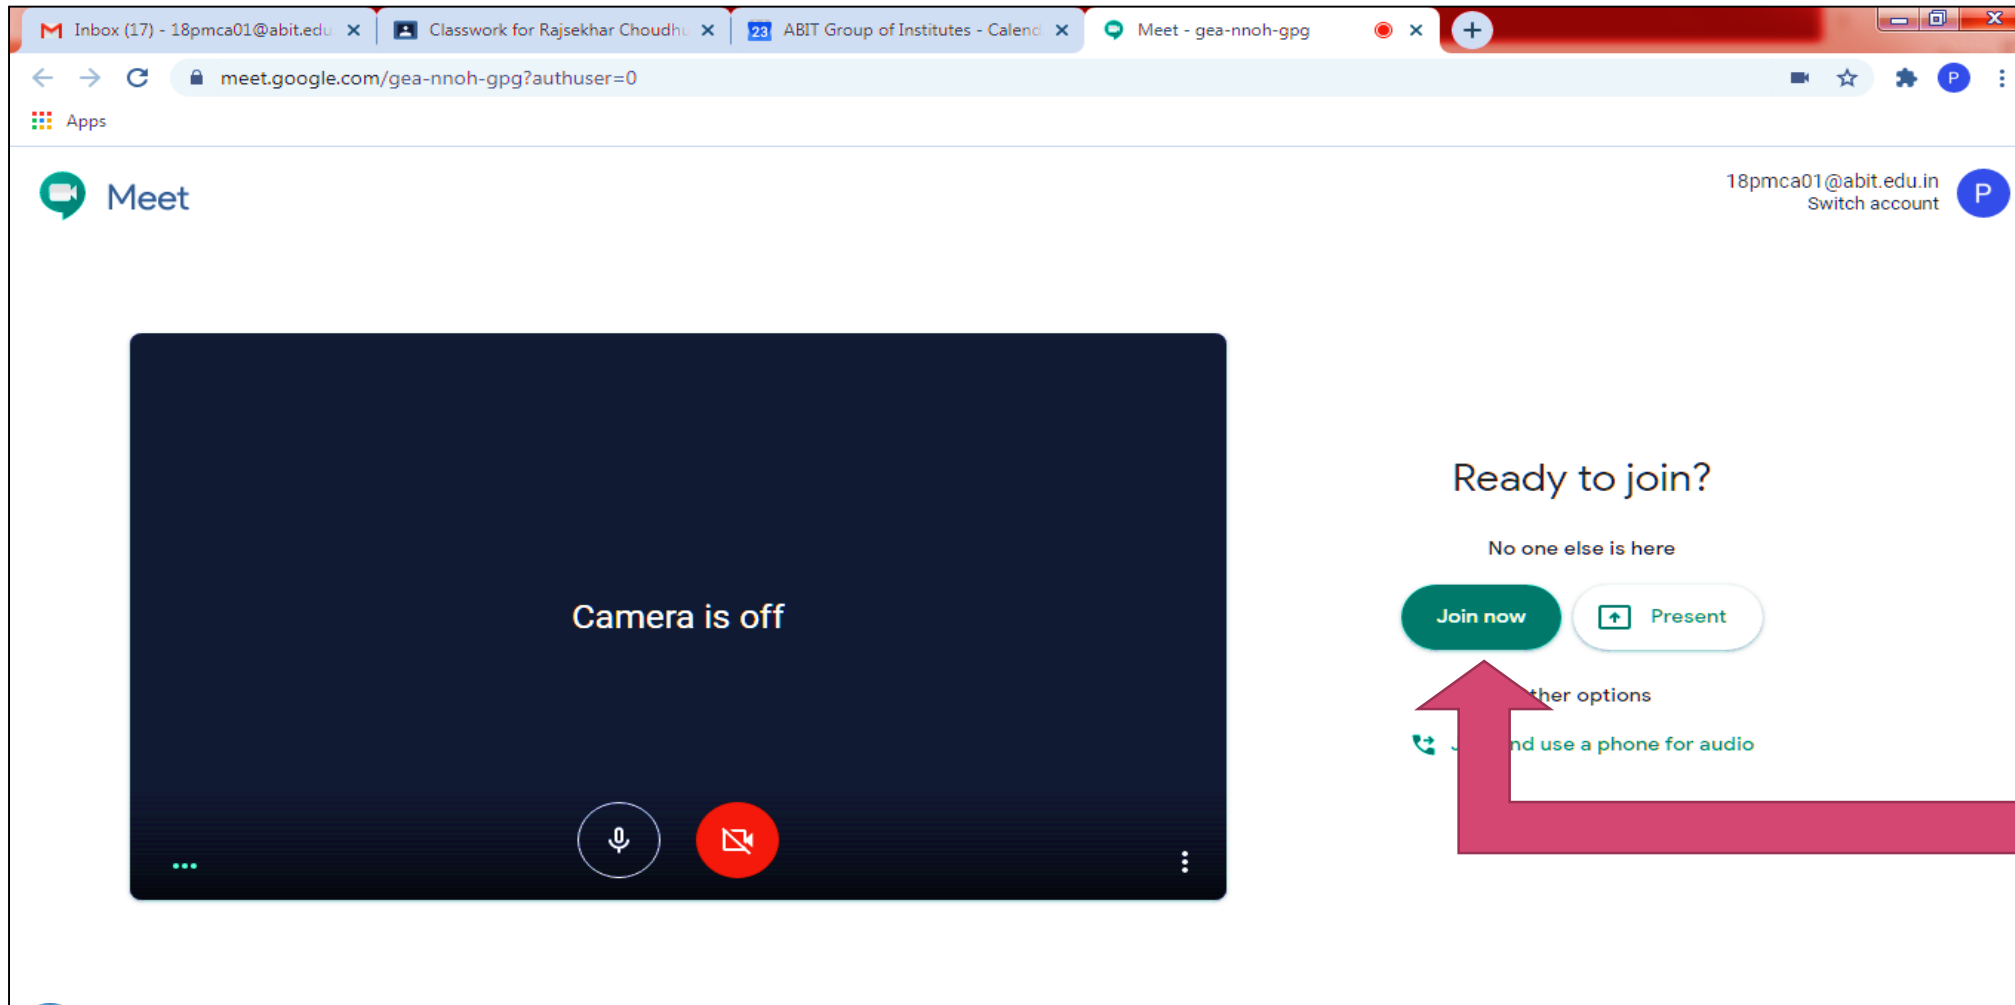 Inbox (17) - 18pmca01@abit.edu
Classwork for Rajsekhar Choudhu
23 ABIT Group of Institutes - Calend
Meet - gea-nnoh-gpg
meet.google.com/gea-nnoh-gpg?authuser=0
P
Apps
Meet
18pmca01@abit.edu.in
Switch account
P
Ready to join?
No one else is here
Camera is off
Join now
Present
ther options
nd use a phone for audio